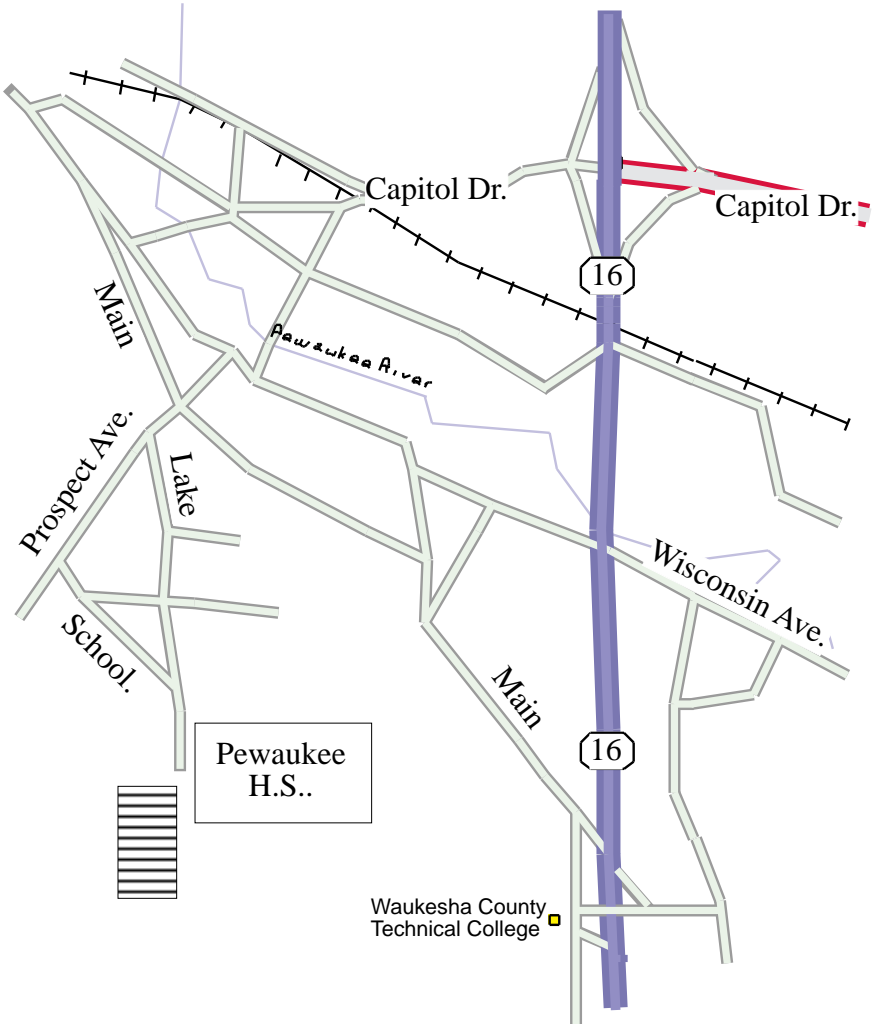 Capitol Dr.
Capitol Dr.
16
Main
Pewaukee River
Prospect Ave.
Lake
Wisconsin Ave.
School.
Main
16
Pewaukee
H.S..
Waukesha County
Technical College